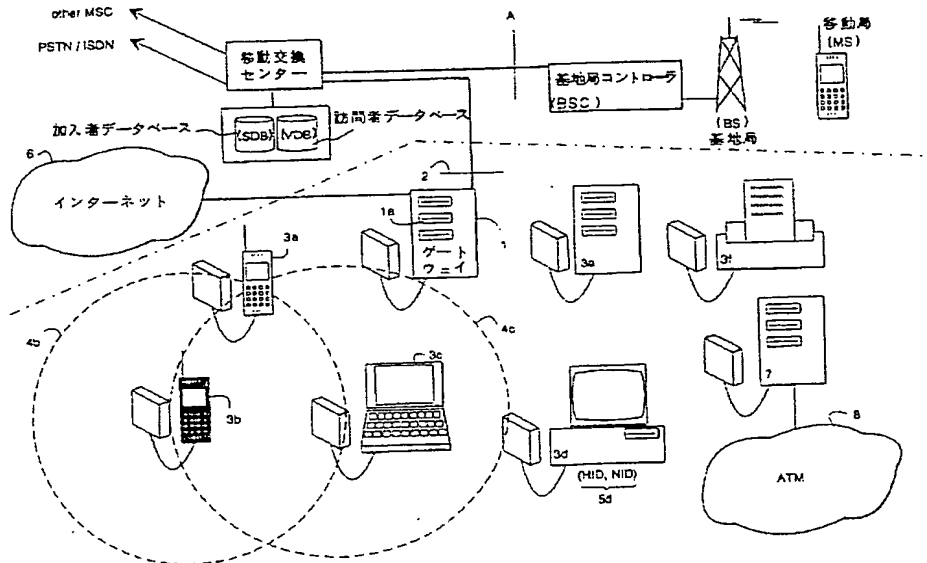 other MSC
PSTN / ISDN
移動交換
センター
A
基地局コントローラ
(BSC)
(BS)
基地局
移動局
(MS)
加入者データベース
(SDB)
(VDB)
訪問者データベース
6
インターネット
2
1a
1
ゲート
ウェイ
3a
3e
3f
4b
4c
3b
3c
7
3d
(HID, NID)
5d
8
ATM